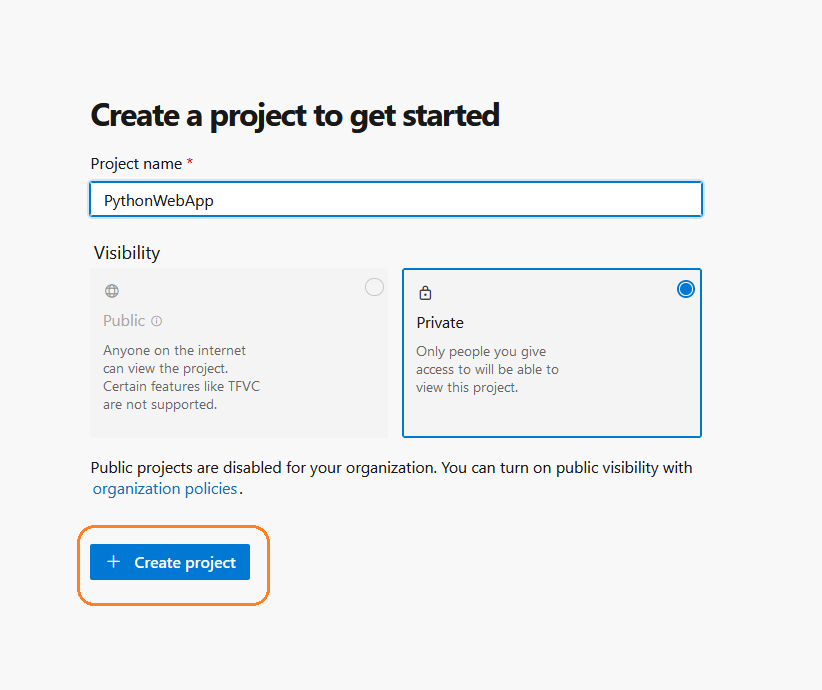 Create a project to get started
Project name *
PythonWebApp
Visibility
Public
Anyone on the internet
can view the project.
Certain features like TFVC
are not supported.
Private
Only people you give
access to will be able to
view this project.
Public projects are disabled for your organization. You can turn on public visibility with
organization policies.
+ Create project